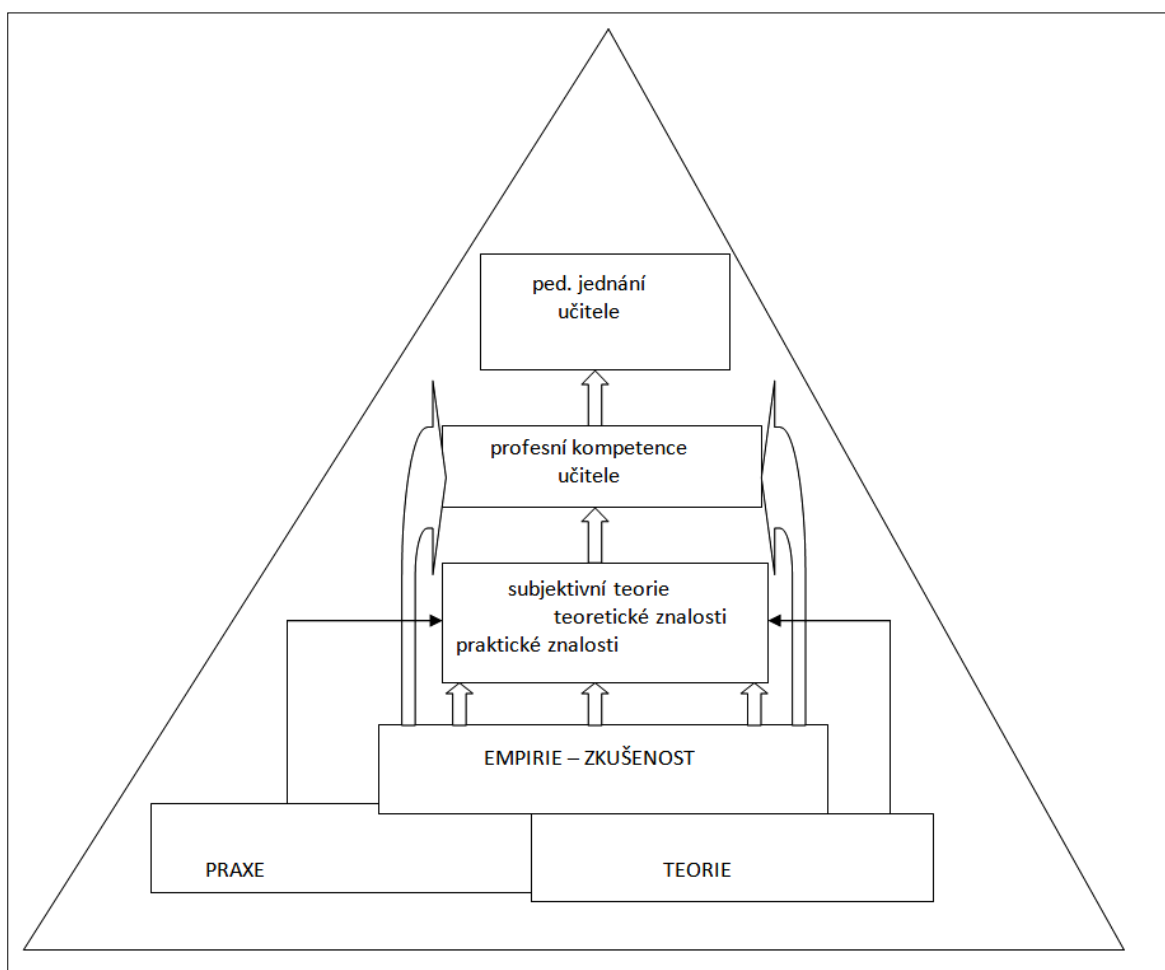 ped. jednání
učitele
profesní kompetence
učitele
subjektivní teorie
teoretické znalosti
praktické znalosti
EMPIRIE – ZKUŠENOST
PRAXE
TEORIE